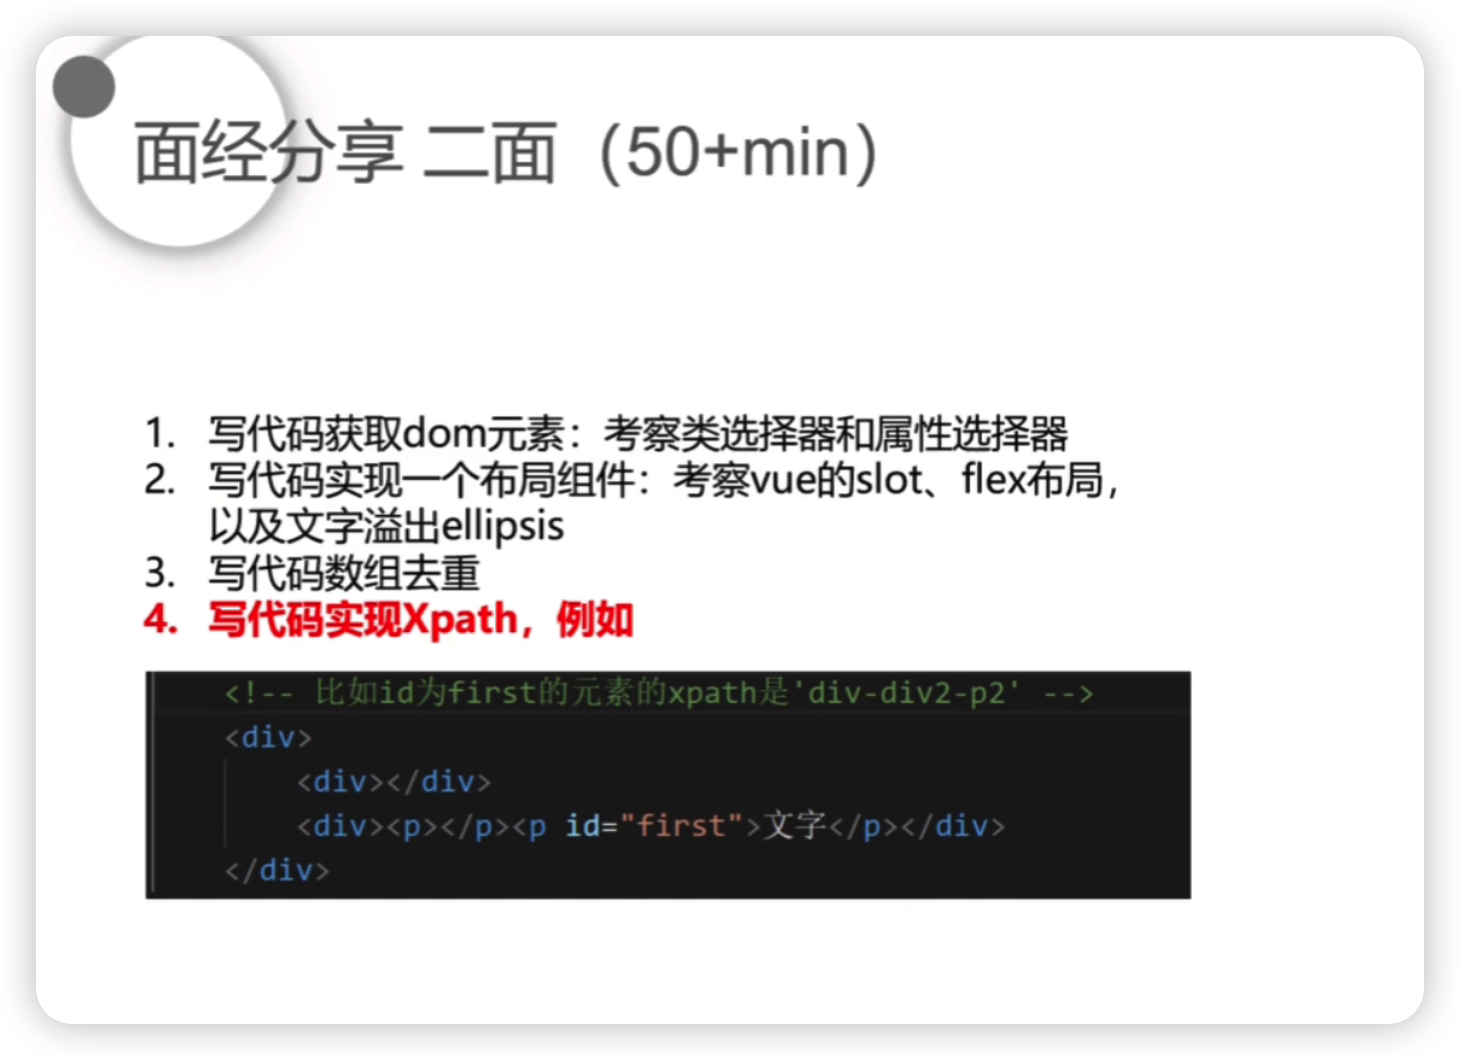 面经分享 二面（50+min）
1. 写代码获取dom元素：考察类选择器和属性选择器
2. 写代码实现一个布局组件：考察vue的slot、flex布局，
以及文字溢出ellipsis
3. 写代码数组去重
4. 写代码实现Xpath，例如
<!-- 比如id为first的元素的xpath是'div-div2-p2' -->
<div>
<div></div>
<div><p></p><p id="first">文字</p></div>
</div>